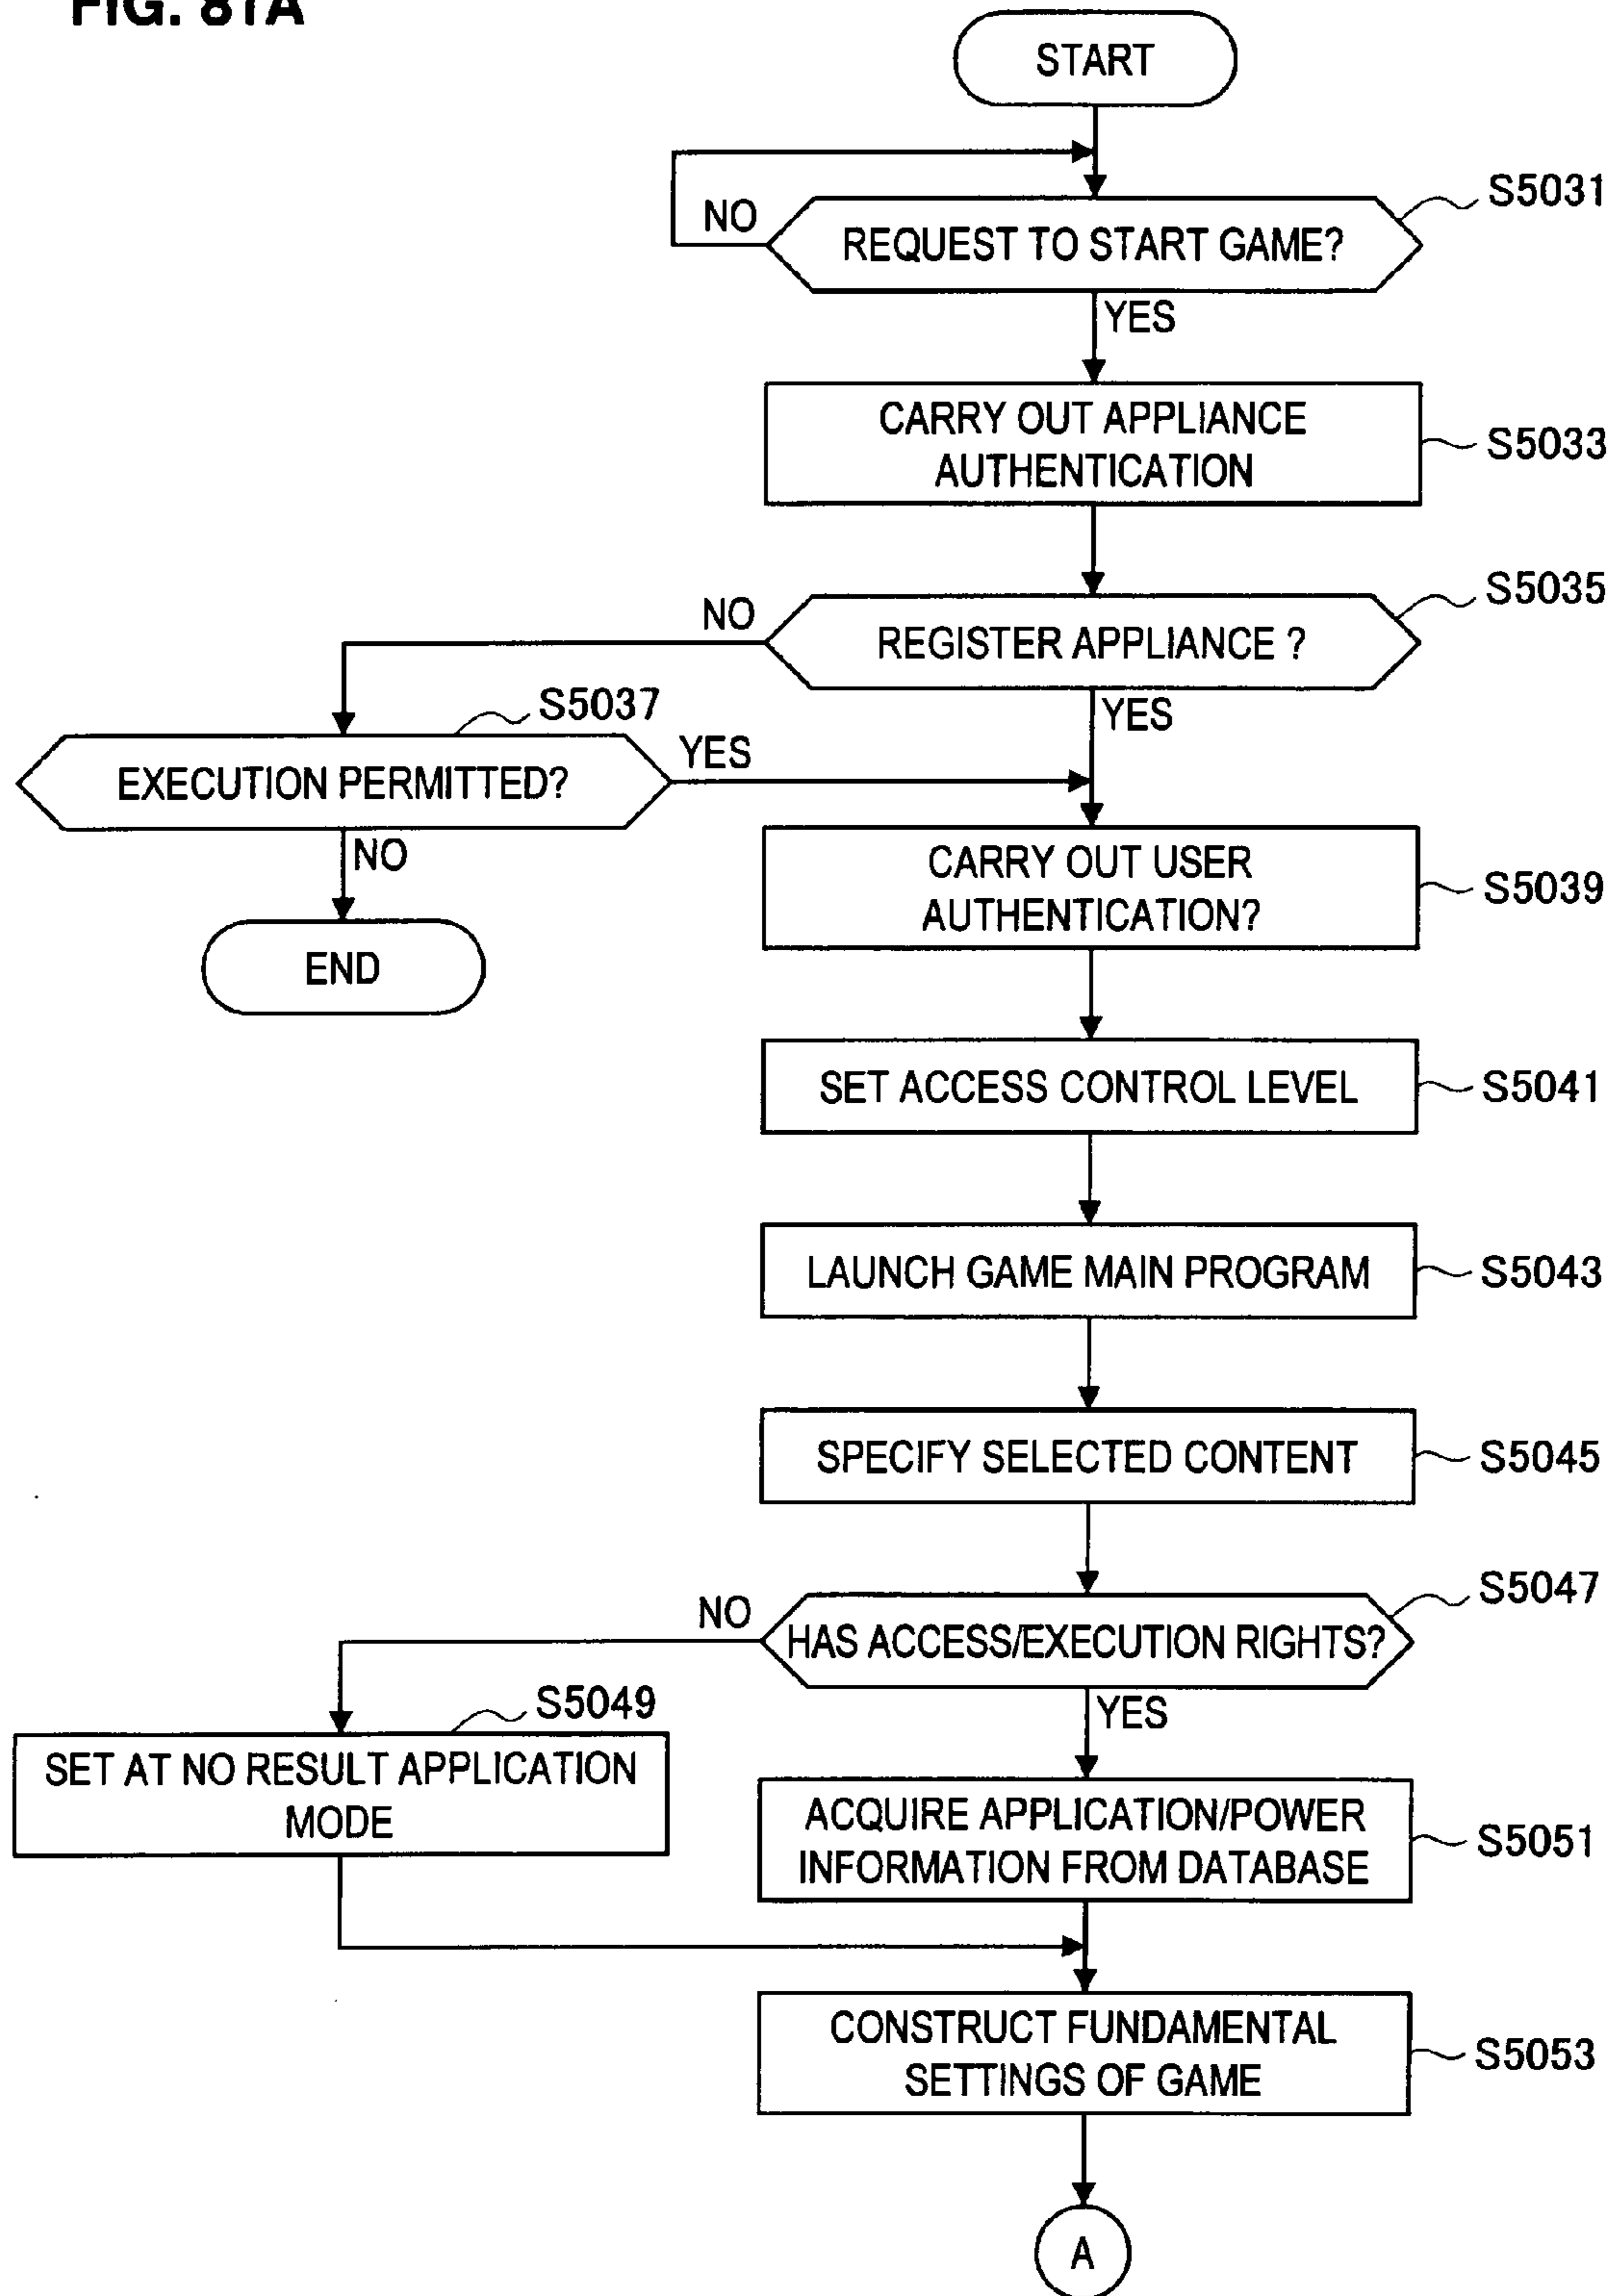 FIG. 81A
START
NO
S5031
REQUEST TO START GAME?
YES
CARRY OUT APPLIANCE
AUTHENTICATION
S5033
NO
S5035
REGISTER APPLIANCE ?
S5037
YES
EXECUTION PERMITTED?
YES
NO
CARRY OUT USER
AUTHENTICATION?
S5039
END
SET ACCESS CONTROL LEVEL
S5041
LAUNCH GAME MAIN PROGRAM
S5043
SPECIFY SELECTED CONTENT
S5045
NO
S5047
HAS ACCESS/EXECUTION RIGHTS?
S5049
YES
SET AT NO RESULT APPLICATION
MODE
ACQUIRE APPLICATION/POWER
INFORMATION FROM DATABASE
S5051
CONSTRUCT FUNDAMENTAL
SETTINGS OF GAME
S5053
A